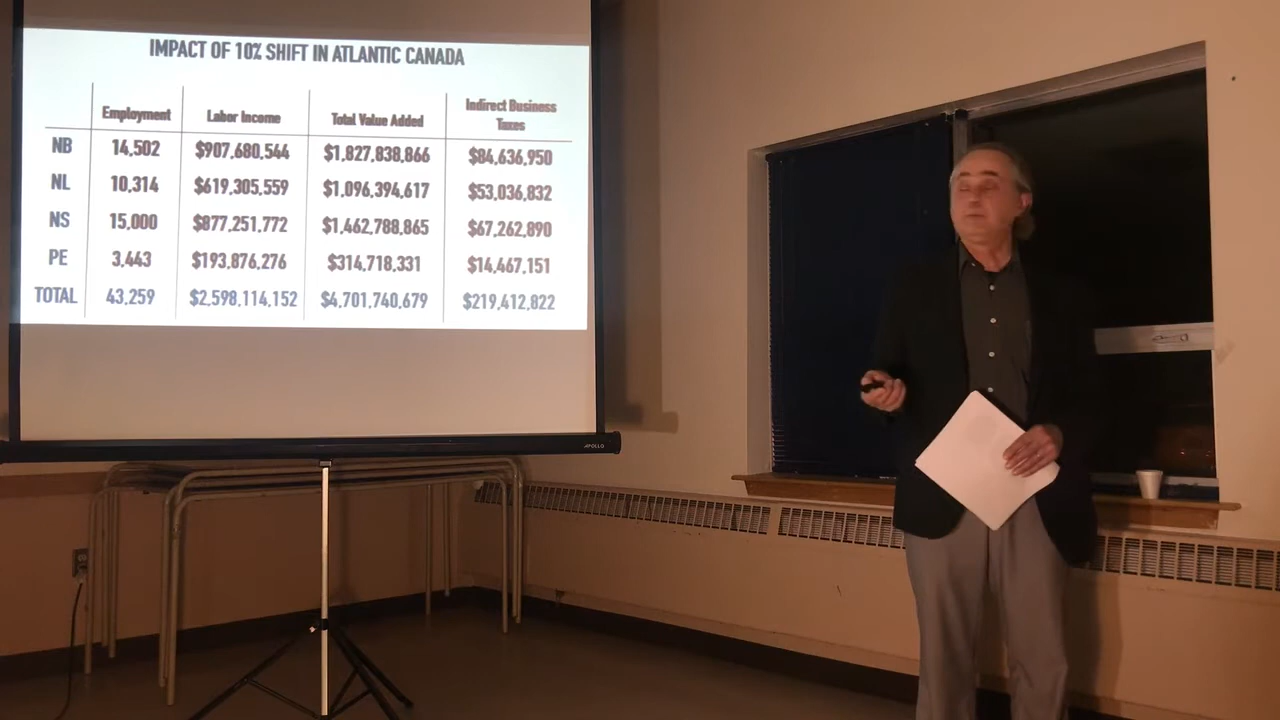 IMPACT OF 10% SHIFT IN ATLANTIC CANADA
Employment Labor Income Total Value Added Indirect Business Taxes
NB 14,502 $907,680,544 $1,827,838,866 $84,636,950
NL 10,314 $619,305,559 $1,096,394,617 $53,036,832
NS 15,000 $877,251,772 $1,462,788,865 $67,262,890
PE 3,443 $193,876,276 $314,718,331 $14,467,151
TOTAL 43,259 $2,598,114,152 $4,701,740,679 $219,412,822
APOLLO